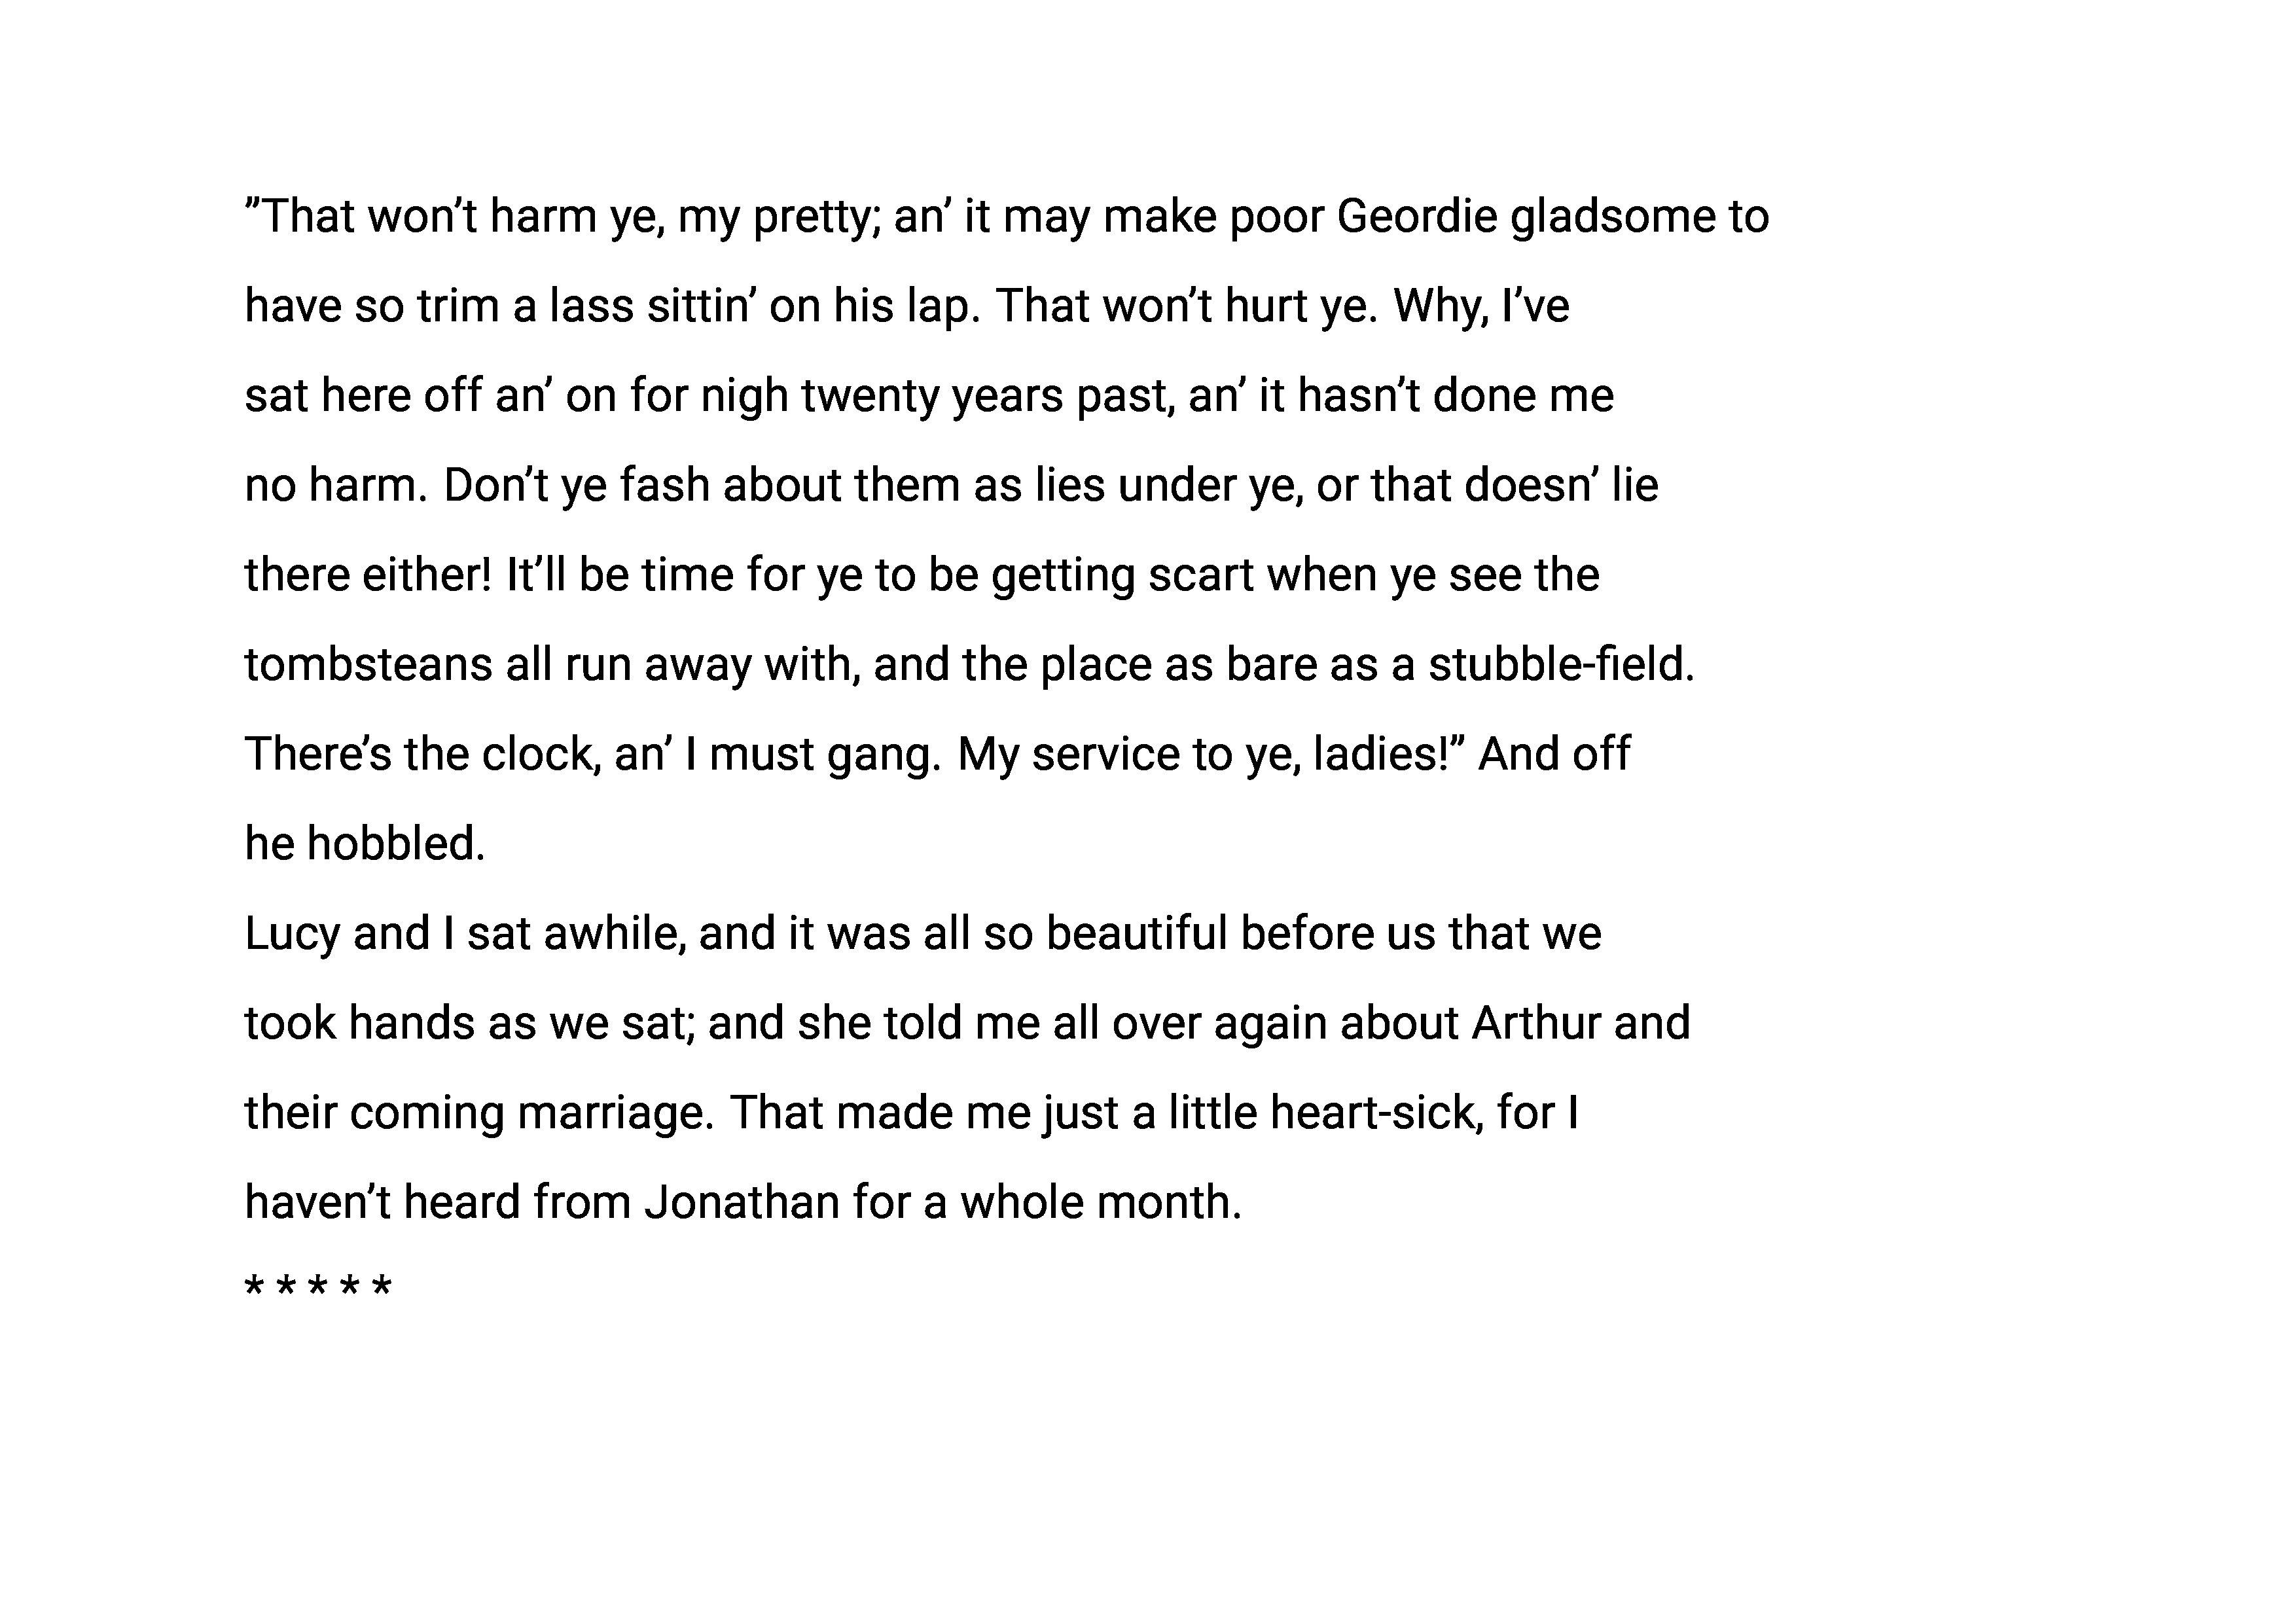 ”That won’t harm ye, my pretty; an’ it may make poor Geordie gladsome to
have so trim a lass sittin’ on his lap. That won’t hurt ye. Why, I’ve
sat here off an’ on for nigh twenty years past, an’ it hasn’t done me
no harm. Don’t ye fash about them as lies under ye, or that doesn’ lie
there either! It’ll be time for ye to be getting scart when ye see the
tombsteans all run away with, and the place as bare as a stubble-field.
There’s the clock, an’ I must gang. My service to ye, ladies!” And off
he hobbled.
Lucy and I sat awhile, and it was all so beautiful before us that we
took hands as we sat; and she told me all over again about Arthur and
their coming marriage. That made me just a little heart-sick, for I
haven’t heard from Jonathan for a whole month.
* * * * *